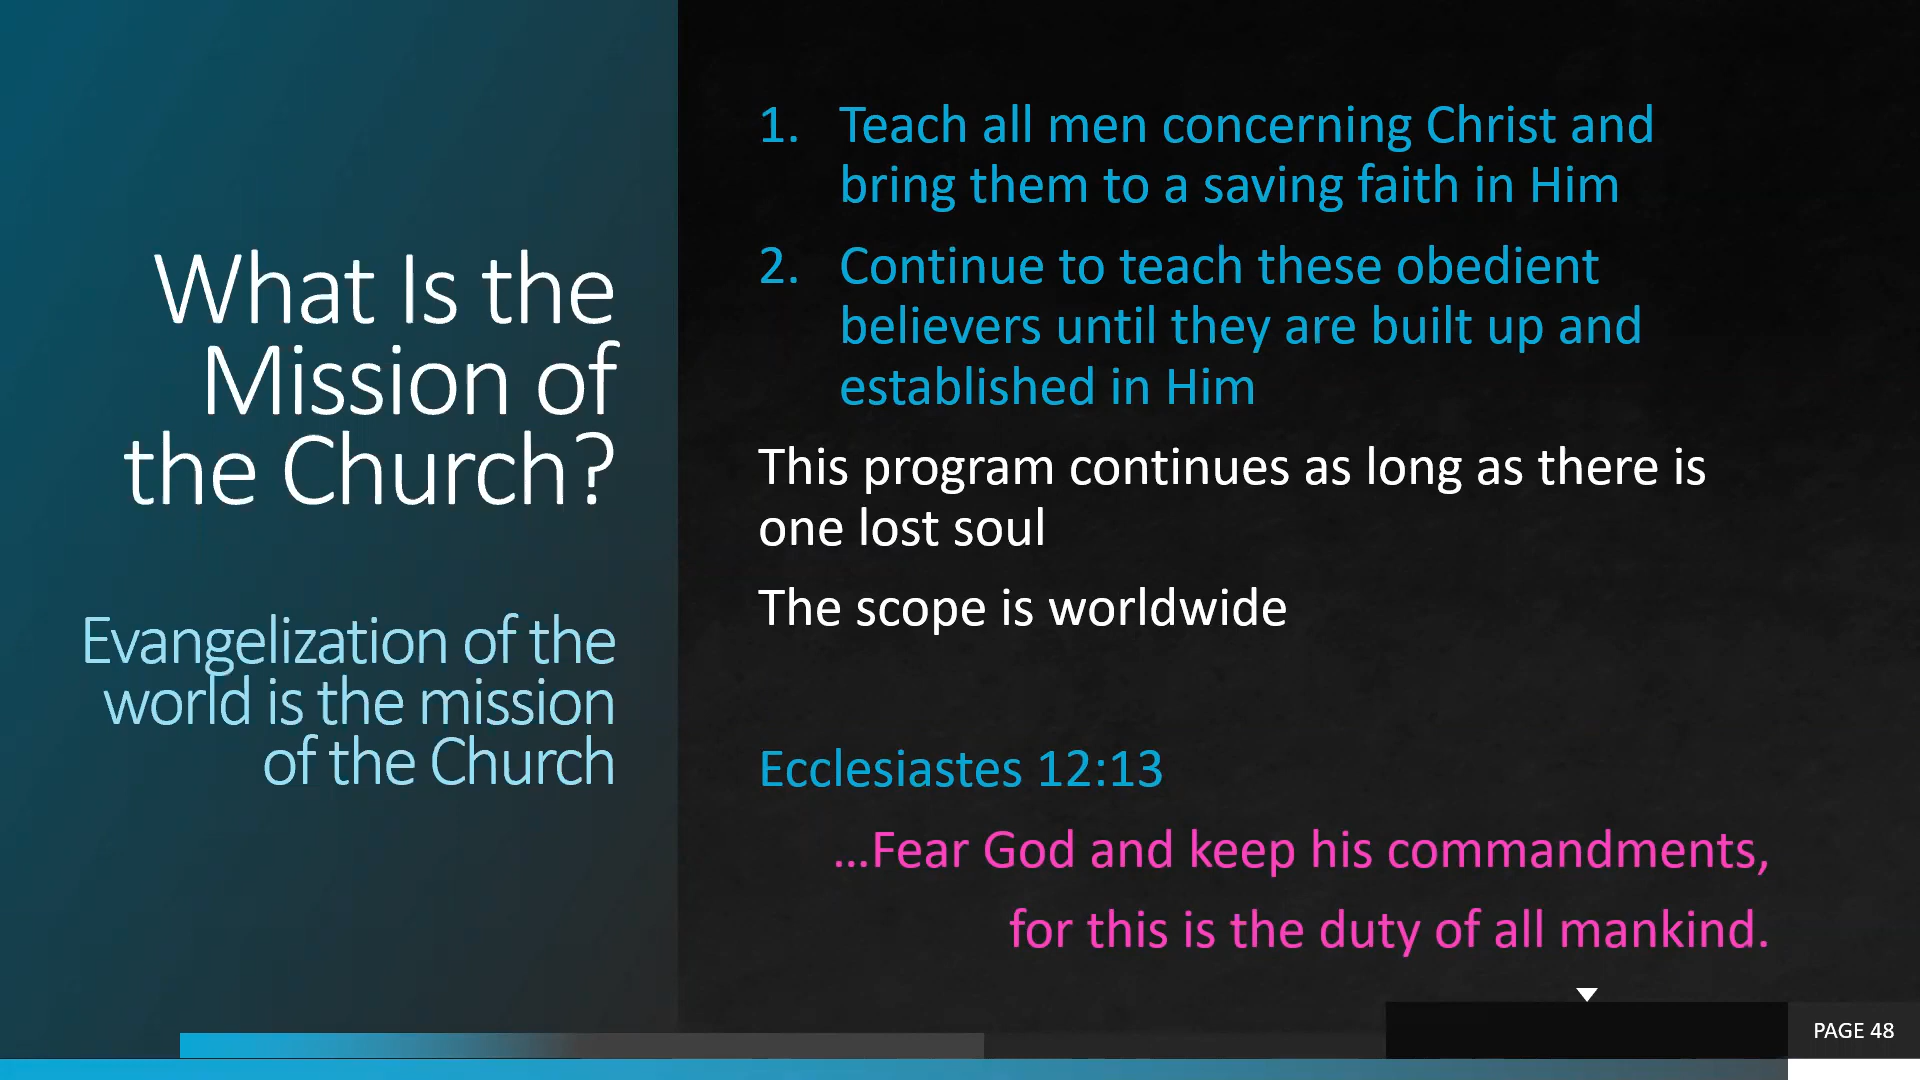 What Is the
Mission of
the Church?
Evangelization of the
world is the mission
of the Church
1. Teach all men concerning Christ and
bring them to a saving faith in Him
2. Continue to teach these obedient
believers until they are built up and
established in Him
This program continues as long as there is
one lost soul
The scope is worldwide
Ecclesiastes 12:13
…Fear God and keep his commandments,
for this is the duty of all mankind.
PAGE 48